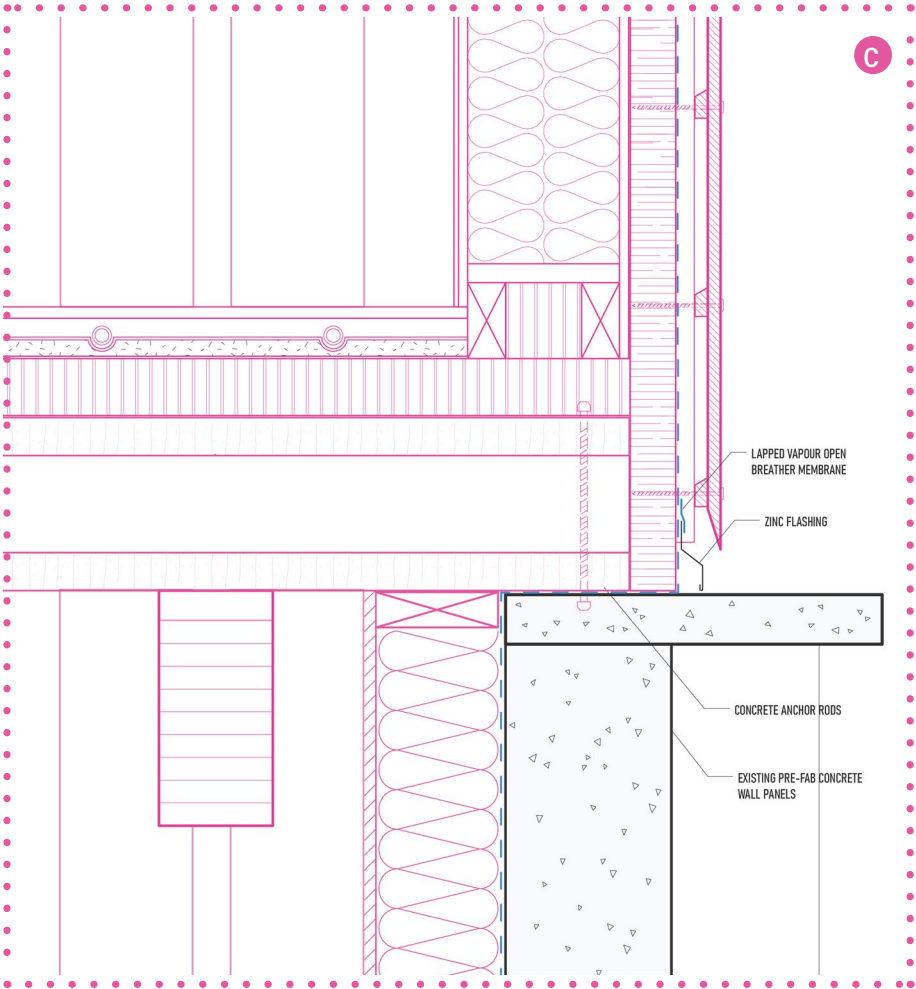 C
LAPPED VAPOUR OPEN
BREATHER MEMBRANE
ZINC FLASHING
CONCRETE ANCHOR RODS
EXISTING PRE-FAB CONCRETE
WALL PANELS